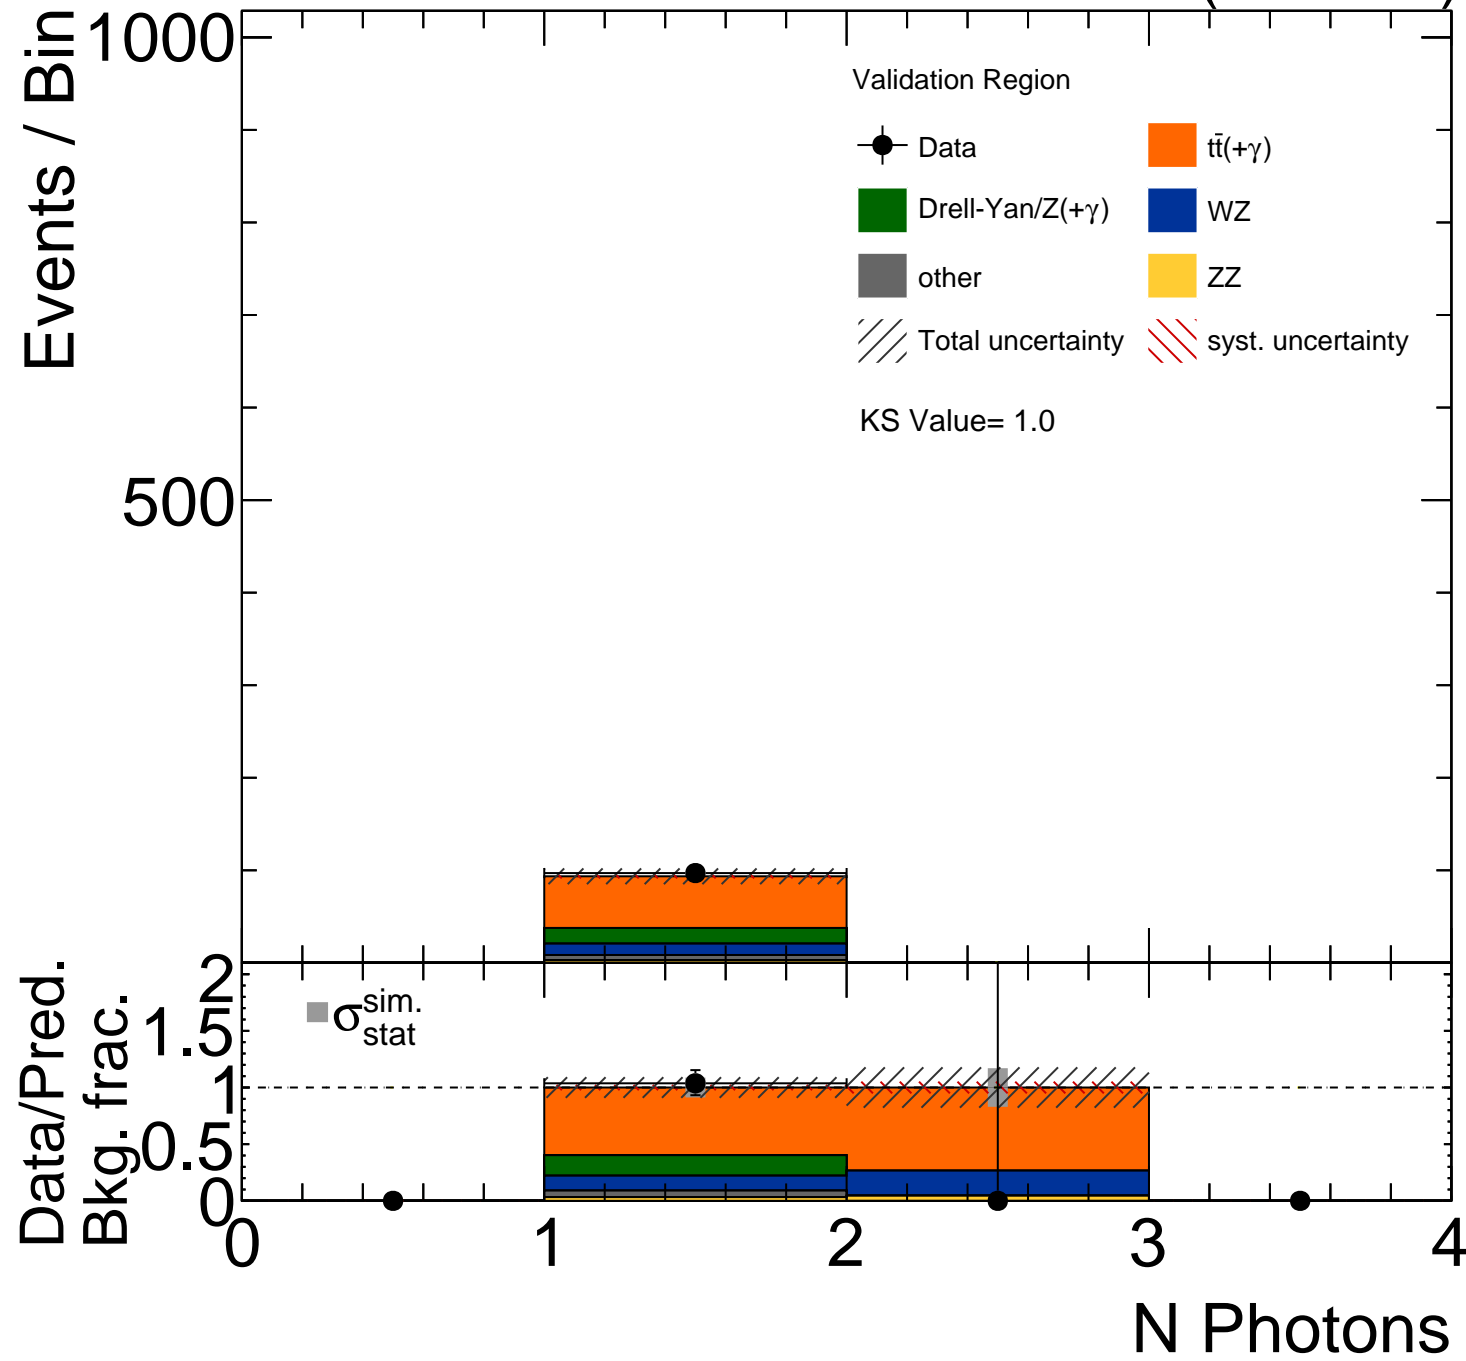 Events / Bin
1000
500
Validation Region
Data
tt̄(+γ)
Drell-Yan/Z(+γ)
WZ
other
ZZ
Total uncertainty
syst. uncertainty
KS Value= 1.0
Data/Pred.
Bkg. frac.
2
1.5
1
0.5
0
σ sim. stat
0 1 2 3 4
N Photons